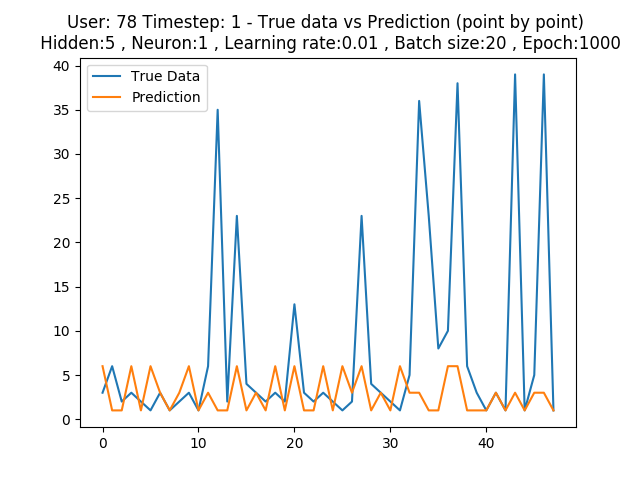 User: 78 Timestep: 1 - True data vs Prediction (point by point)
Hidden:5 , Neuron:1 , Learning rate:0.01 , Batch size:20 , Epoch:1000
True Data
Prediction
40
35
30
25
20
15
10
5
0
0 10 20 30 40